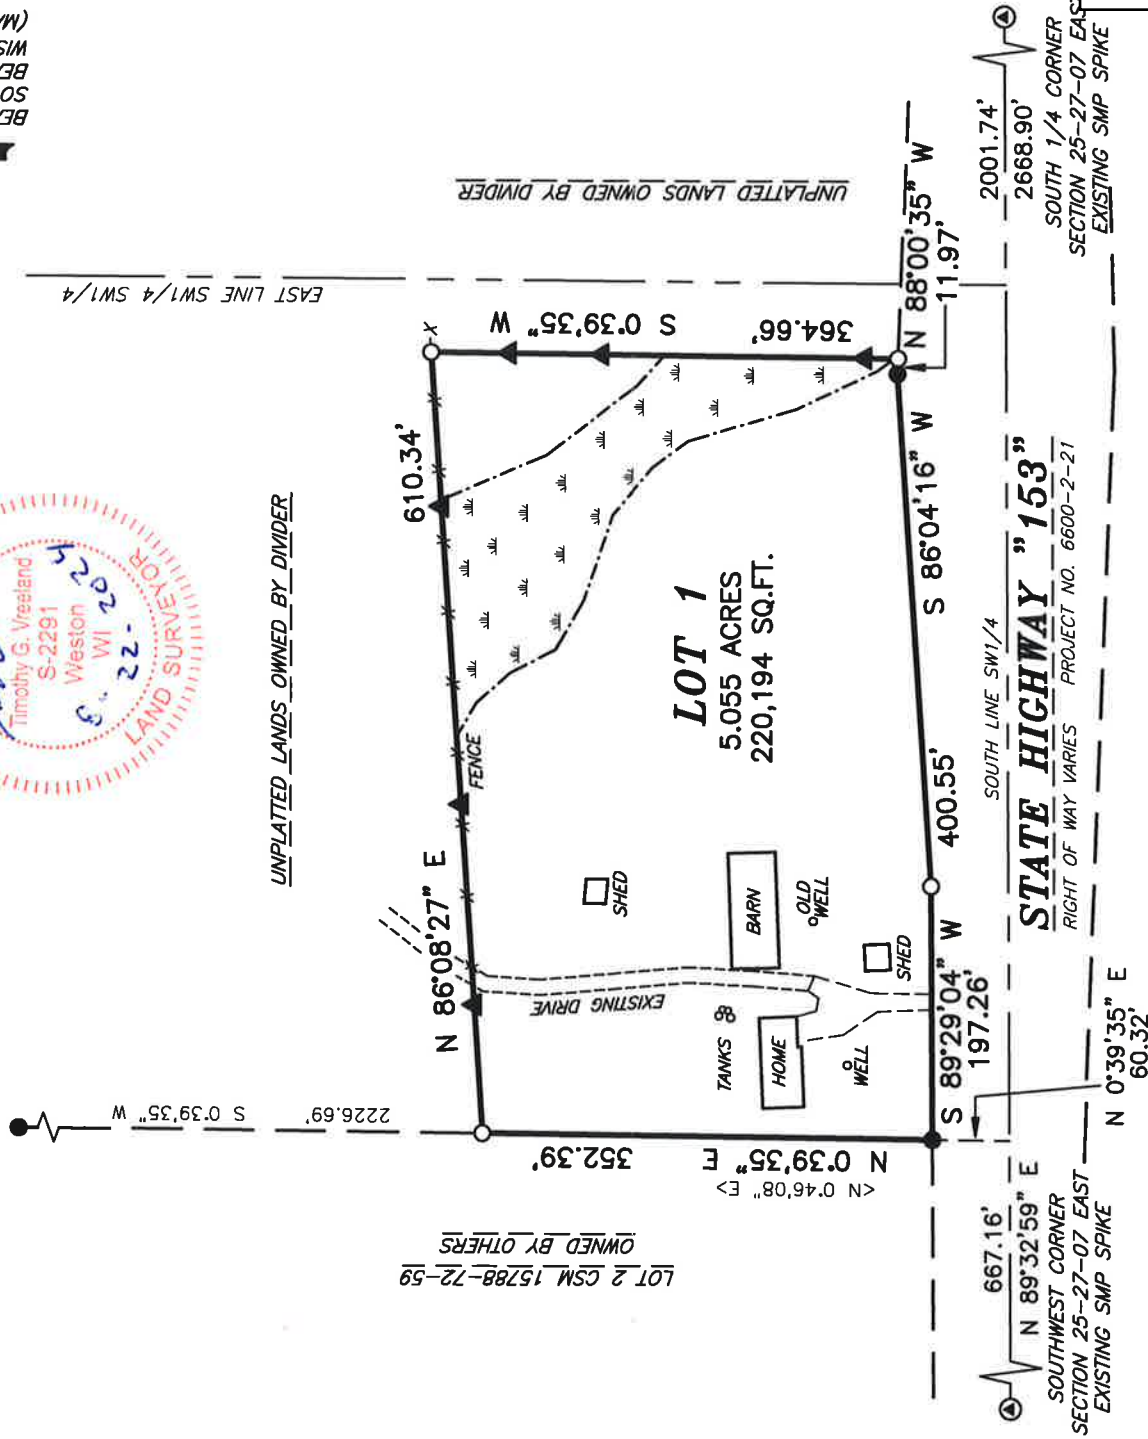 (M
WIS
BEA
SO
BEA
Timothy G. Vreeland
S-2291
Weston
WI
22- 2024
LAND SURVEYOR
UNPLATTED LANDS OWNED BY DIVIDER
UNPLATTED LANDS OWNED BY DIVIDER
EAST LINE SW1/4 SW1/4
S 0°39'35" W
2226.69'
N 86°08'27" E
610.34'
FENCE
S 0°39'35" W
364.66'
N 88°00'35" W
11.97'
LOT 1
5.055 ACRES
220,194 SQ.FT.
S 86°04'16" W
400.55'
SHED
BARN
OLD
WELL
SHED
EXISTING DRIVE
TANKS
HOME
WELL
N 0°39'35" E
352.39'
<N 0°46'08" E>
LOT 2 CSM 15788-72-59
OWNED BY OTHERS
S 89°29'04" W
197.26'
SOUTH LINE SW1/4
STATE HIGHWAY "153"
RIGHT OF WAY VARIES PROJECT NO. 6600-2-21
N 0°39'35" E
60.32'
667.16'
N 89°32'59" E
SOUTHWEST CORNER
SECTION 25-27-07 EAST
EXISTING SMP SPIKE
2001.74'
2668.90'
SOUTH 1/4 CORNER
SECTION 25-27-07 EAST
EXISTING SMP SPIKE